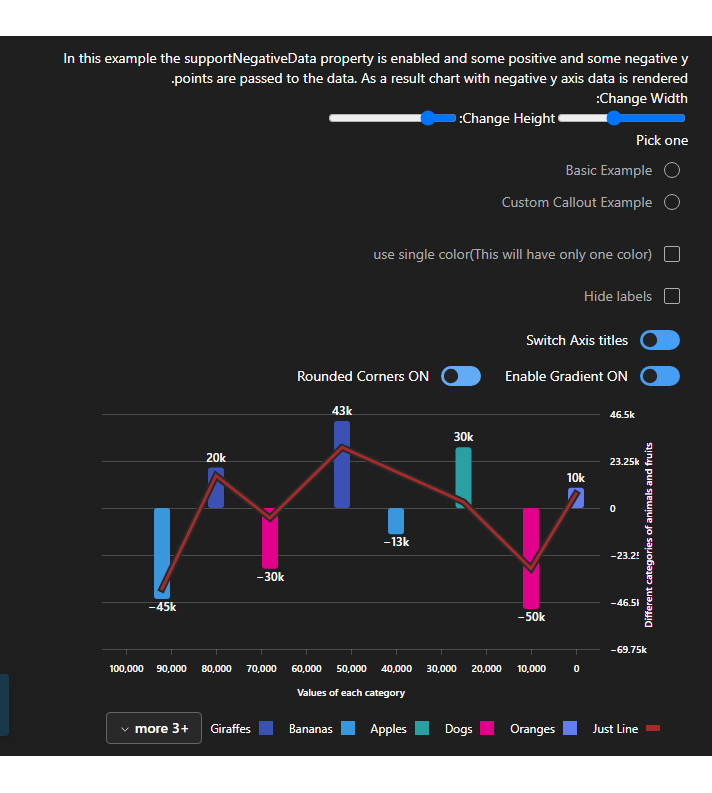 In this example the supportNegativeData property is enabled and some positive and some negative y
.points are passed to the data. As a result chart with negative y axis data is rendered
:Change Width
:Change Height
Pick one
Basic Example
Custom Callout Example
use single color(This will have only one color)
Hide labels
Switch Axis titles
Rounded Corners ON
Enable Gradient ON
46.5k
23.25k
0
−23.2
−46.5
−69.75k
Different categories of animals and fruits
−45k
20k
−30k
43k
−13k
30k
−50k
10k
100,000 90,000 80,000 70,000 60,000 50,000 40,000 30,000 20,000 10,000 0
Values of each category
more 3+ Giraffes Bananas Apples Dogs Oranges Just Line